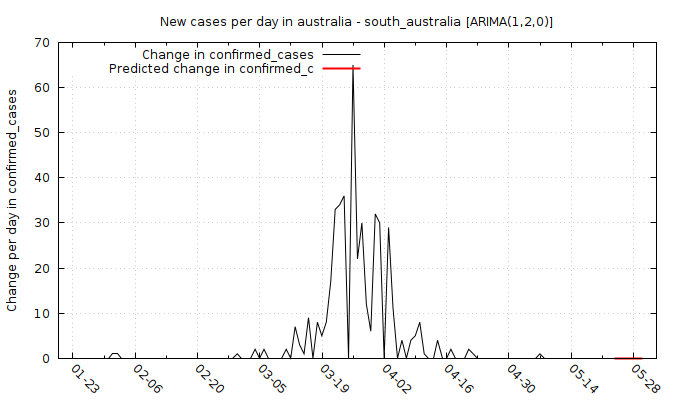 New cases per day in australia - south_australia [ARIMA(1,2,0)]
Change in confirmed_cases
Predicted change in confirmed_c
Change per day in confirmed_cases
70
60
50
40
30
20
10
0
01-23 02-06 02-20 03-05 03-19 04-02 04-16 04-30 05-14 05-28